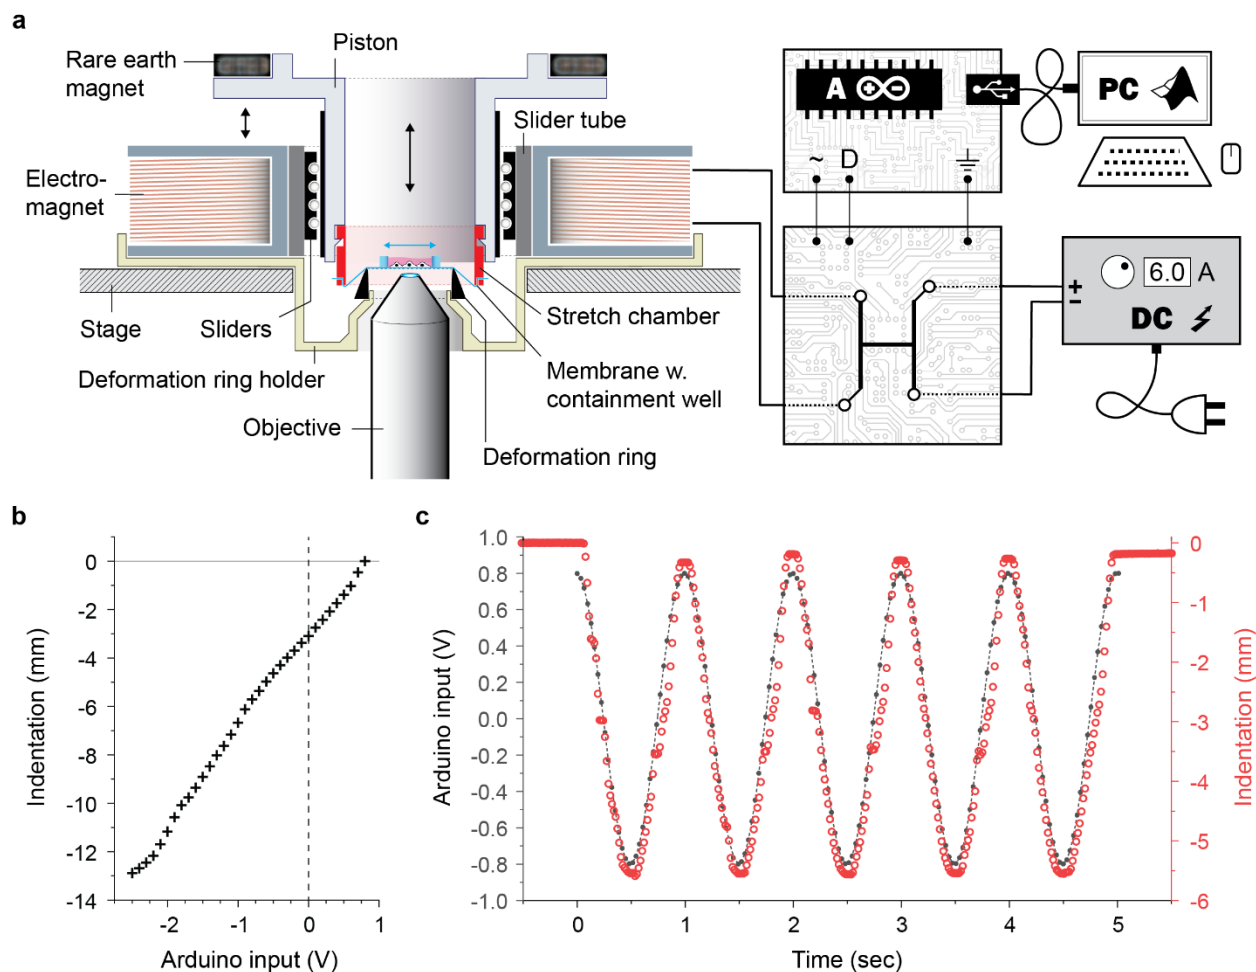 a
Rare earth
magnet
Piston
Slider tube
Electro-
magnet
Stage
Sliders
Deformation ring holder
Objective
Stretch chamber
Membrane w.
containment well
Deformation ring
A
PC
~ D
+
−
6.0 A
DC
b
Indentation (mm)
0
-2
-4
-6
-8
-10
-12
-14
-2 -1 0 1
Arduino input (V)
c
Arduino input (V)
1.0
0.8
0.6
0.4
0.2
0.0
-0.2
-0.4
-0.6
-0.8
-1.0
0 1 2 3 4 5
Time (sec)
0
-1
-2
-3
-4
-5
-6
Indentation (mm)